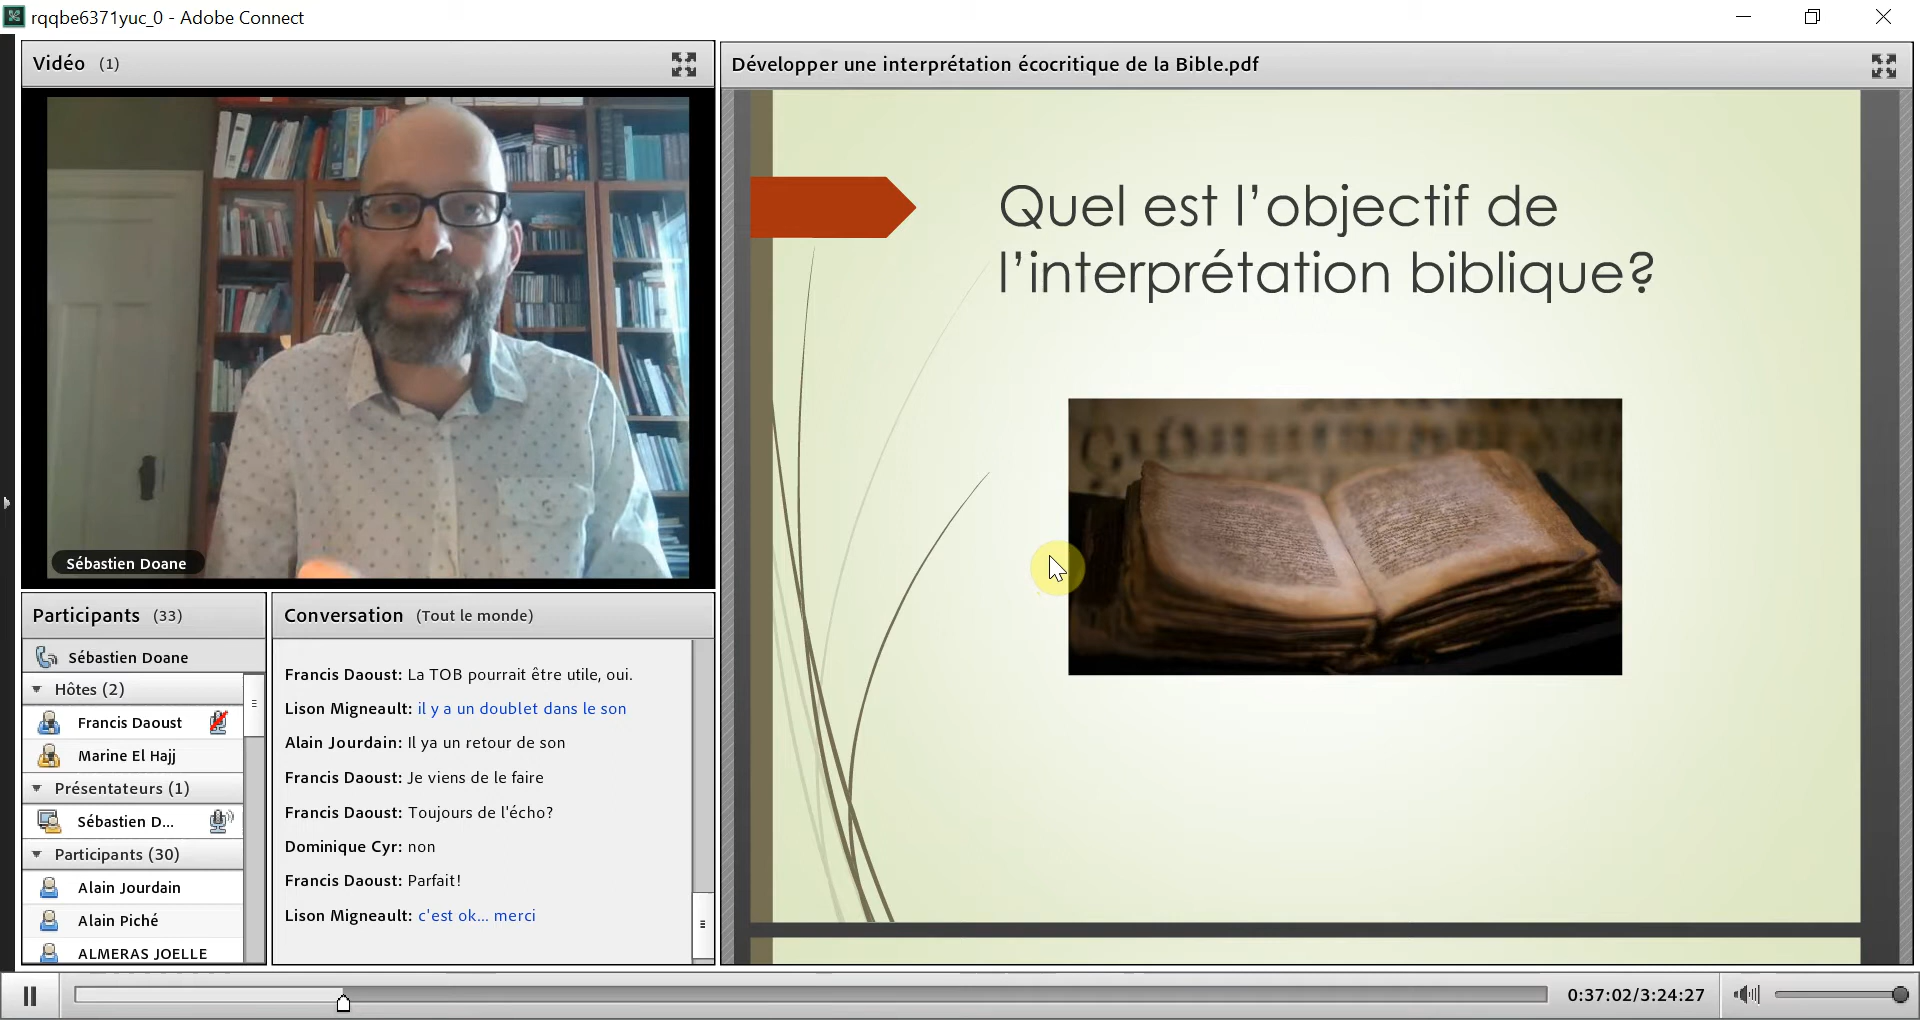 rqqbe6371yuc_0 - Adobe Connect
Vidéo (1)
Sébastien Doane
Développer une interprétation écocritique de la Bible.pdf
Quel est l’objectif de
l’interprétation biblique?
Participants (33)
Sébastien Doane
Hôtes (2)
Francis Daoust
Marine El Hajj
Présentateurs (1)
Sébastien D...
Participants (30)
Alain Jourdain
Alain Piché
ALMERAS JOELLE
Conversation (Tout le monde)
Francis Daoust: La TOB pourrait être utile, oui.
Lison Migneault: il y a un doublet dans le son
Alain Jourdain: Il ya un retour de son
Francis Daoust: Je viens de le faire
Francis Daoust: Toujours de l'écho?
Dominique Cyr: non
Francis Daoust: Parfait!
Lison Migneault: c'est ok... merci
0:37:02/3:24:27